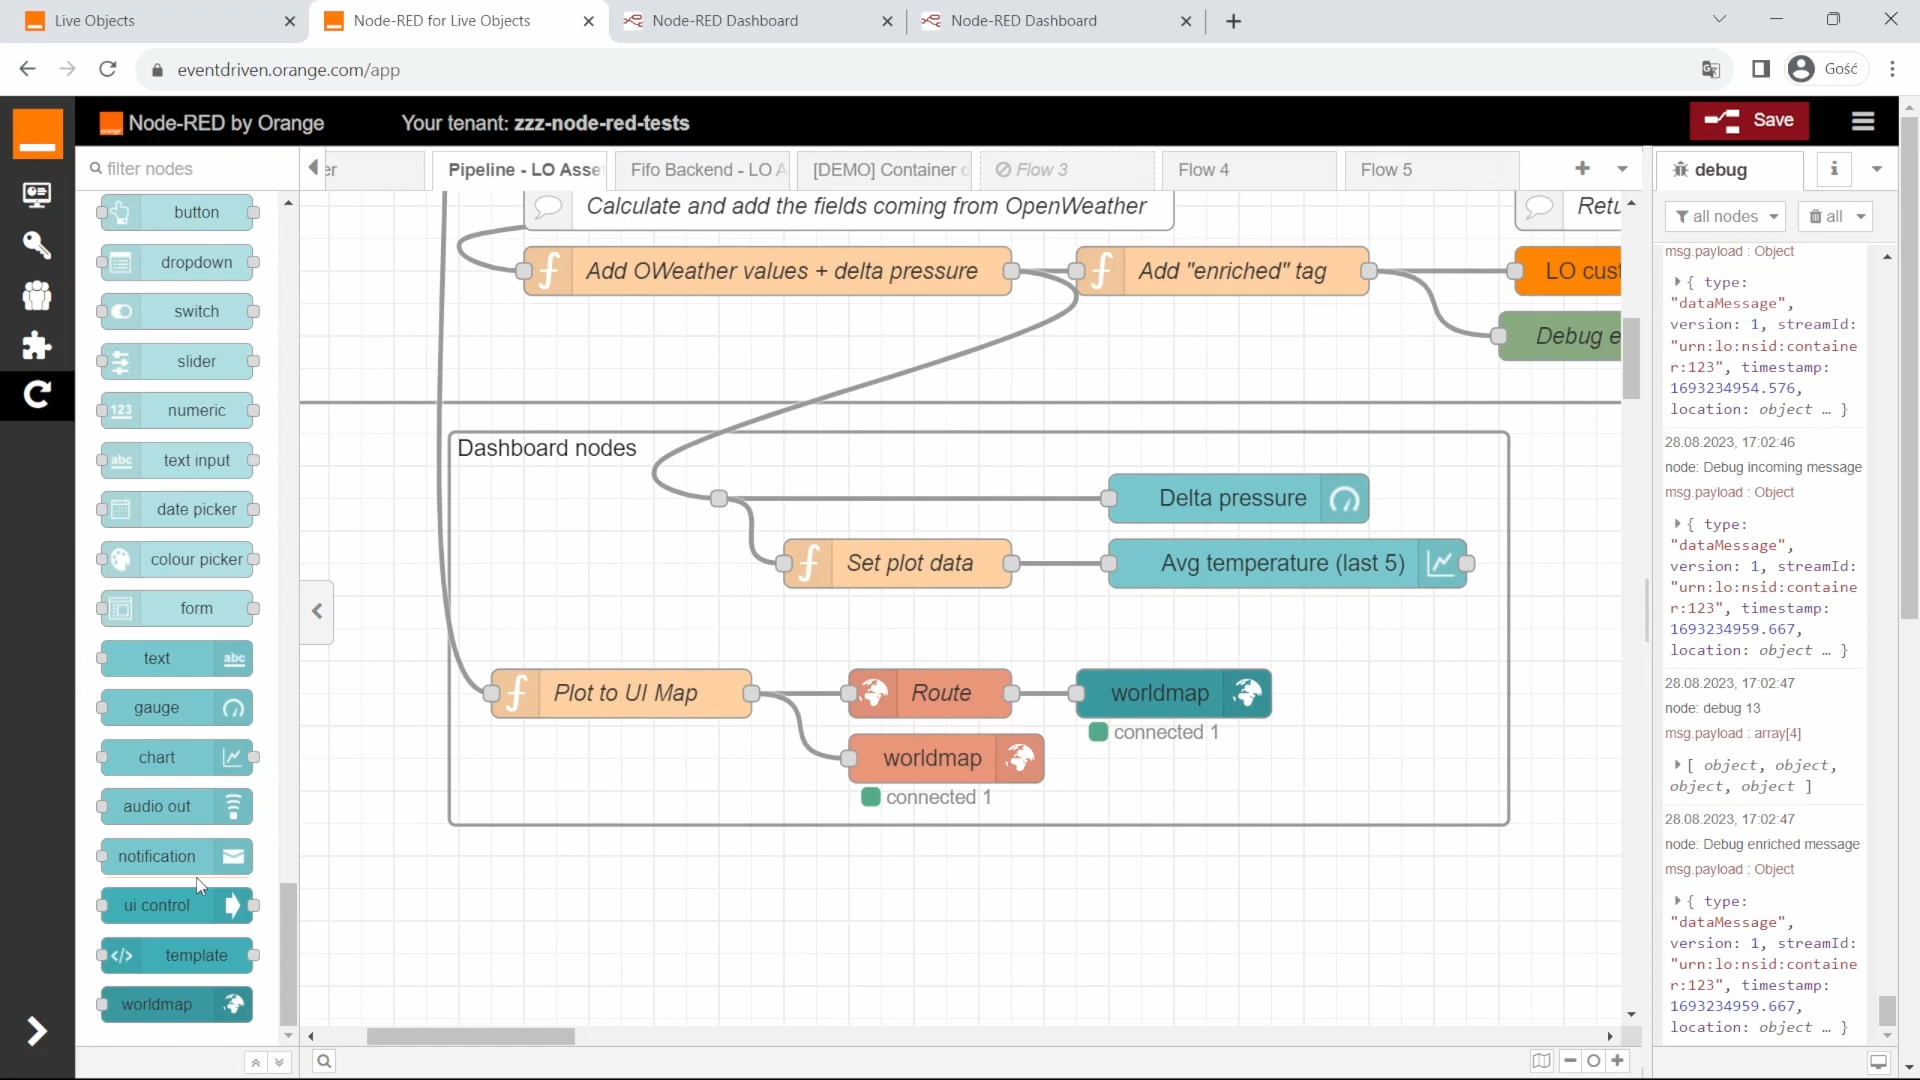 Live Objects
Node-RED for Live Objects
Node-RED Dashboard
Node-RED Dashboard
eventdriven.orange.com/app
Gość
Node-RED by Orange
Your tenant: zzz-node-red-tests
Save
filter nodes
er
Pipeline - LO Asse
Fifo Backend - LO A
[DEMO] Container c
Flow 3
Flow 4
Flow 5
debug
i
all nodes
all
button
dropdown
switch
slider
123
numeric
abc
text input
date picker
colour picker
form
text
abc
gauge
chart
audio out
notification
ui control
template
worldmap
Calculate and add the fields coming from OpenWeather
Retu
Add OWeather values + delta pressure
Add "enriched" tag
LO cust
Debug e
Dashboard nodes
Delta pressure
Set plot data
Avg temperature (last 5)
Plot to UI Map
Route
worldmap
connected 1
worldmap
connected 1
msg.payload : Object
{ type:
"dataMessage",
version: 1, streamId:
"urn:lo:nsid:containe
r:123", timestamp:
1693234954.576,
location: object … }
28.08.2023, 17:02:46
node: Debug incoming message
msg.payload : Object
{ type:
"dataMessage",
version: 1, streamId:
"urn:lo:nsid:containe
r:123", timestamp:
1693234959.667,
location: object … }
28.08.2023, 17:02:47
node: debug 13
msg.payload : array[4]
[ object, object,
object, object ]
28.08.2023, 17:02:47
node: Debug enriched message
msg.payload : Object
{ type:
"dataMessage",
version: 1, streamId:
"urn:lo:nsid:containe
r:123", timestamp:
1693234959.667,
location: object … }